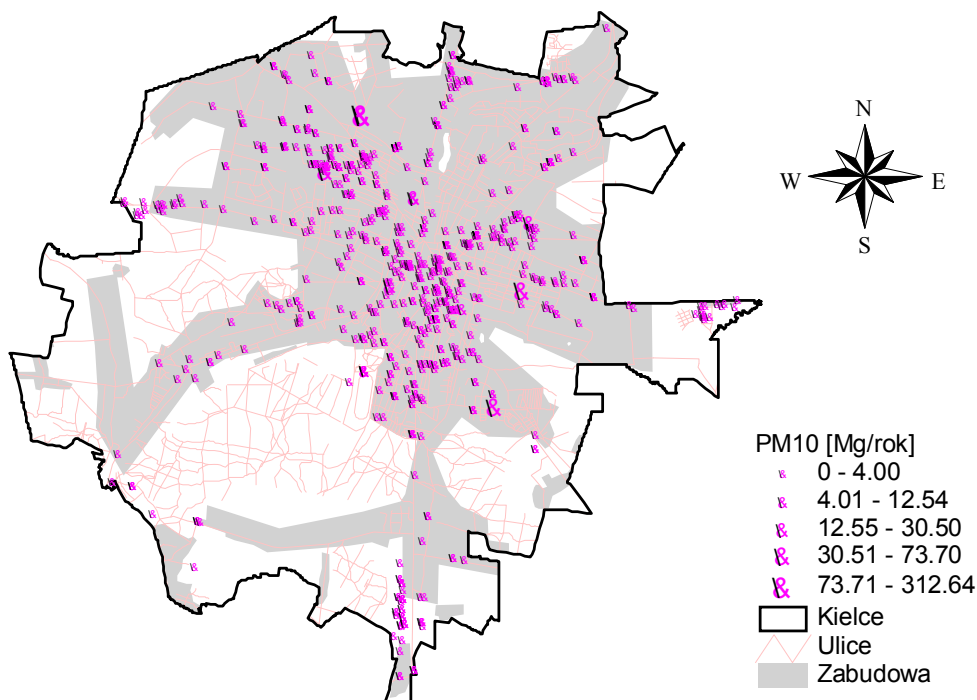 N
W E
S
PM10 [Mg/rok]
0 - 4.00
4.01 - 12.54
12.55 - 30.50
30.51 - 73.70
73.71 - 312.64
Kielce
Ulice
Zabudowa